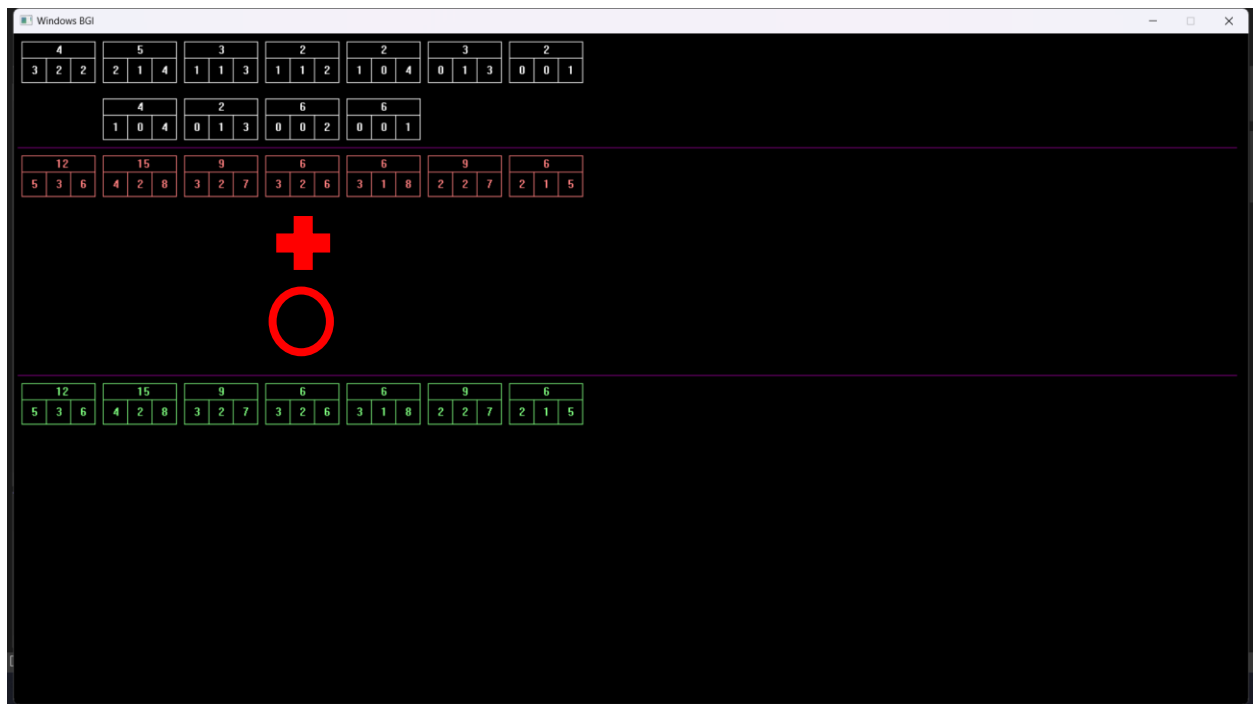 Windows BGI
4 5 3 2 2 3 2
3 2 2 2 1 4 1 1 3 1 1 2 1 0 4 0 1 3 0 0 1
4 2 6 6
1 0 4 0 1 3 0 0 2 0 0 1
12 15 9 6 6 9 6
5 3 6 4 2 8 3 2 7 3 2 6 3 1 8 2 2 7 2 1 5
12 15 9 6 6 9 6
5 3 6 4 2 8 3 2 7 3 2 6 3 1 8 2 2 7 2 1 5